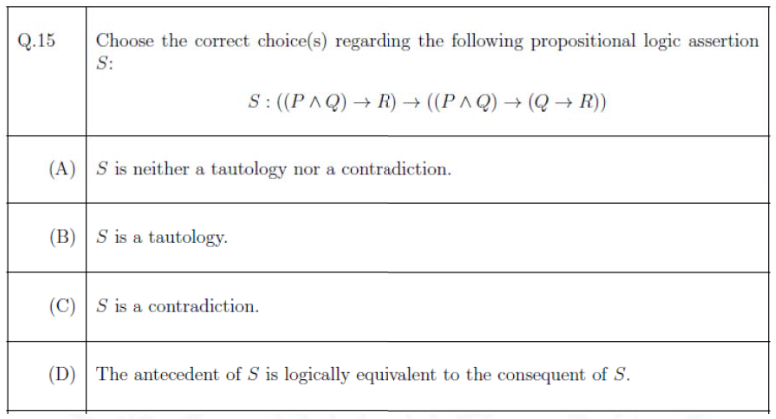 Q.15 Choose the correct choice(s) regarding the following propositional logic assertion
S:
S : ((P ∧ Q) → R) → ((P ∧ Q) → (Q → R))
(A) S is neither a tautology nor a contradiction.
(B) S is a tautology.
(C) S is a contradiction.
(D) The antecedent of S is logically equivalent to the consequent of S.